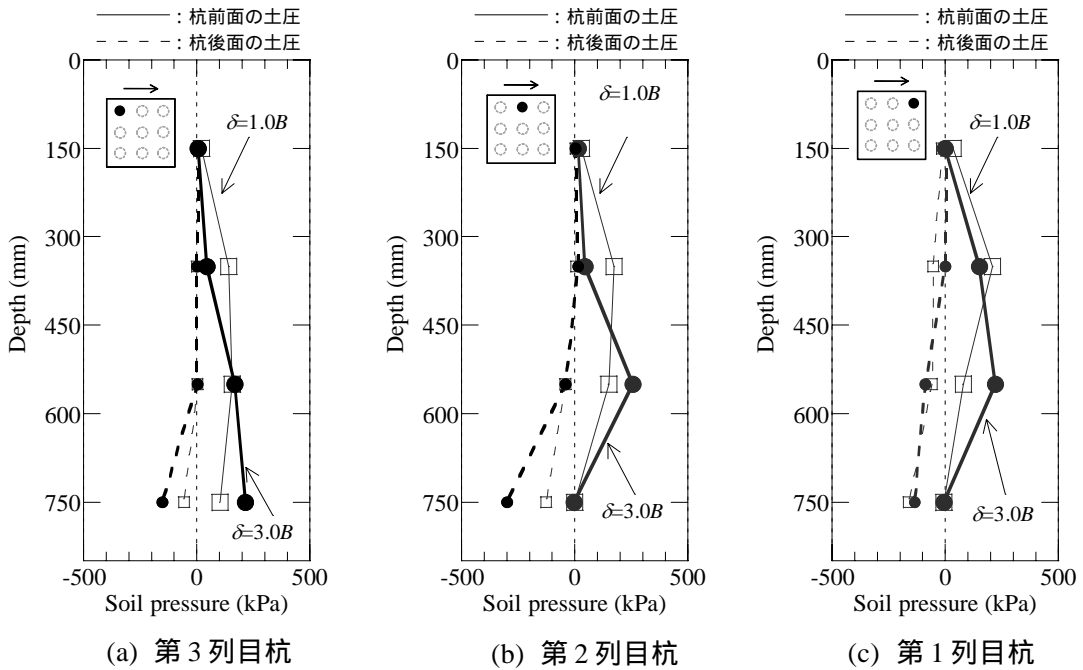 : 杭前面の土圧
: 杭後面の土圧
0
150
300
450
600
750
Depth (mm)
δ=1.0B
δ=3.0B
-500 0 500
Soil pressure (kPa)
(a) 第3列目杭
: 杭前面の土圧
: 杭後面の土圧
0
150
300
450
600
750
Depth (mm)
δ=1.0B
δ=3.0B
-500 0 500
Soil pressure (kPa)
(b) 第2列目杭
: 杭前面の土圧
: 杭後面の土圧
0
150
300
450
600
750
Depth (mm)
δ=1.0B
δ=3.0B
-500 0 500
Soil pressure (kPa)
(c) 第1列目杭